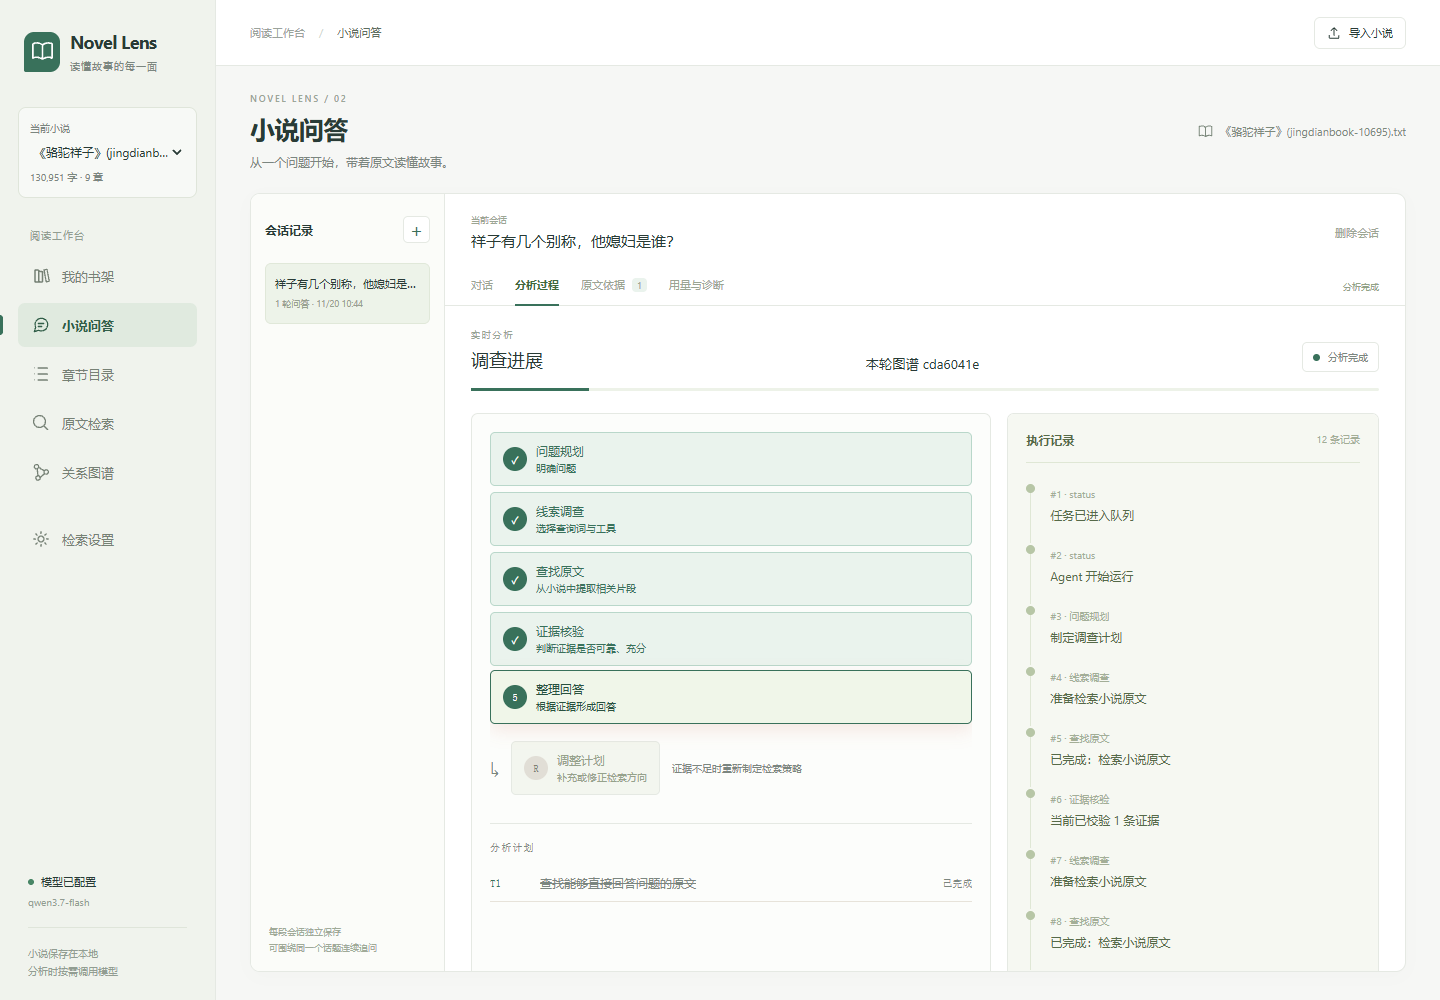 Novel Lens
读懂故事的每一面
当前小说
《骆驼祥子》(jingdianb...
130,951 字 · 9 章
阅读工作台
我的书架
小说问答
章节目录
原文检索
关系图谱
检索设置
模型已配置
qwen3.7-flash
小说保存在本地
分析时按需调用模型
阅读工作台 / 小说问答
导入小说
NOVEL LENS / 02
小说问答
从一个问题开始，带着原文读懂故事。
《骆驼祥子》(jingdianbook-10695).txt
会话记录
+
祥子有几个别称，他媳妇是...
1 轮问答 · 11/20 10:44
每段会话独立保存
可围绕同一个话题连续追问
当前会话
祥子有几个别称，他媳妇是谁？
删除会话
对话 分析过程 原文依据 1 用量与诊断
分析完成
实时分析
调查进展
本轮图谱 cda6041e
分析完成
问题规划
明确问题
线索调查
选择查询词与工具
查找原文
从小说中提取相关片段
证据核验
判断证据是否可靠、充分
5
整理回答
根据证据形成回答
R
调整计划
补充或修正检索方向
证据不足时重新制定检索策略
分析计划
T1 查找能够直接回答问题的原文 已完成
执行记录
12 条记录
#1 · status
任务已进入队列
#2 · status
Agent 开始运行
#3 · 问题规划
制定调查计划
#4 · 线索调查
准备检索小说原文
#5 · 查找原文
已完成：检索小说原文
#6 · 证据核验
当前已校验 1 条证据
#7 · 线索调查
准备检索小说原文
#8 · 查找原文
已完成：检索小说原文